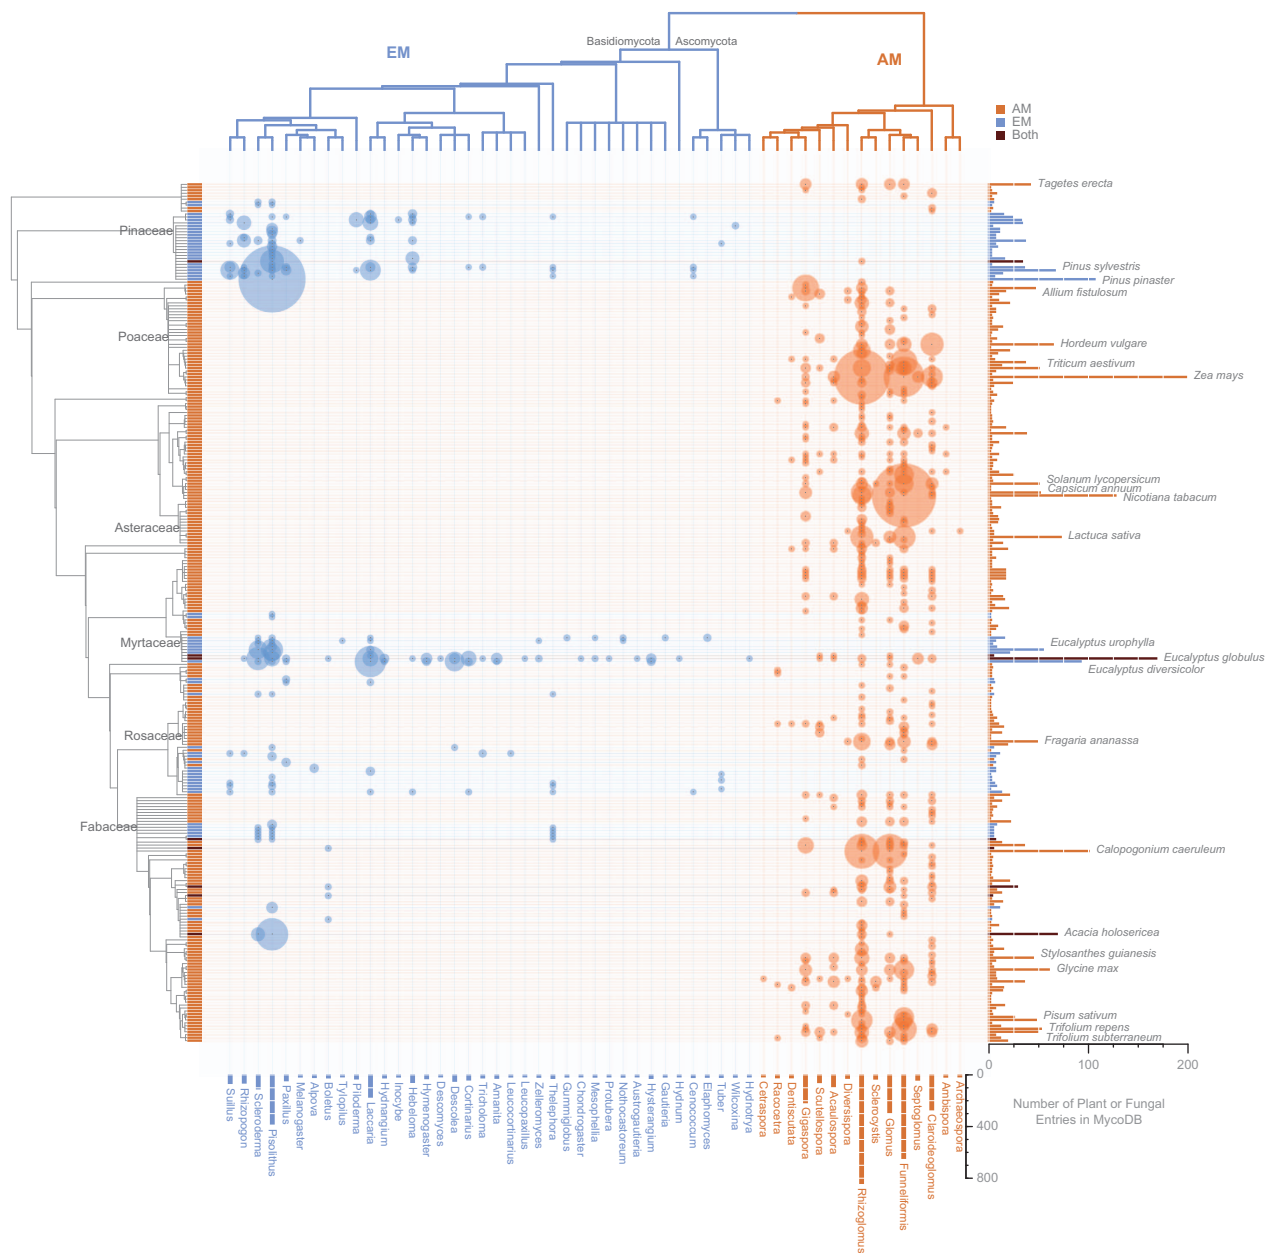 EM
Basidiomycota
Ascomycota
AM
AM
EM
Both
Tagetes erecta
Pinaceae
Pinus sylvestris
Pinus pinaster
Allium fistulosum
Poaceae
Hordeum vulgare
Triticum aestivum
Zea mays
Solanum lycopersicum
Capsicum annuum
Nicotiana tabacum
Asteraceae
Lactuca sativa
Myrtaceae
Eucalyptus urophylla
Eucalyptus globulus
Eucalyptus diversicolor
Rosaceae
Fragaria ananassa
Fabaceae
Calopogonium caeruleum
Acacia holosericea
Stylosanthes guianesis
Glycine max
Pisum sativum
Trifolium repens
Trifolium subterraneum
0
100
200
0
400
800
Number of Plant or Fungal
Entries in MycoDB
Suillus
Rhizopogon
Scleroderma
Pisolithus
Paxillus
Melanogaster
Alpova
Boletus
Tylopilus
Piloderma
Laccaria
Hydnangium
Inocybe
Hebeloma
Hymenogaster
Descomyces
Descolea
Cortinarius
Tricholoma
Amanita
Leucocortinarius
Leucopaxillus
Zelleromyces
Thelephora
Gummiglobus
Chondrogaster
Mesophellia
Protubera
Nothocastoreum
Austrogautieria
Hysterangium
Gautieria
Hydnum
Cenococcum
Elaphomyces
Tuber
Wilcoxina
Hydnotrya
Cetraspora
Racocetra
Dentiscutata
Gigaspora
Scutellospora
Acaulospora
Diversispora
Rhizoglomus
Sclerocystis
Glomus
Funneliformis
Septoglomus
Claroideoglomus
Ambispora
Archaeospora